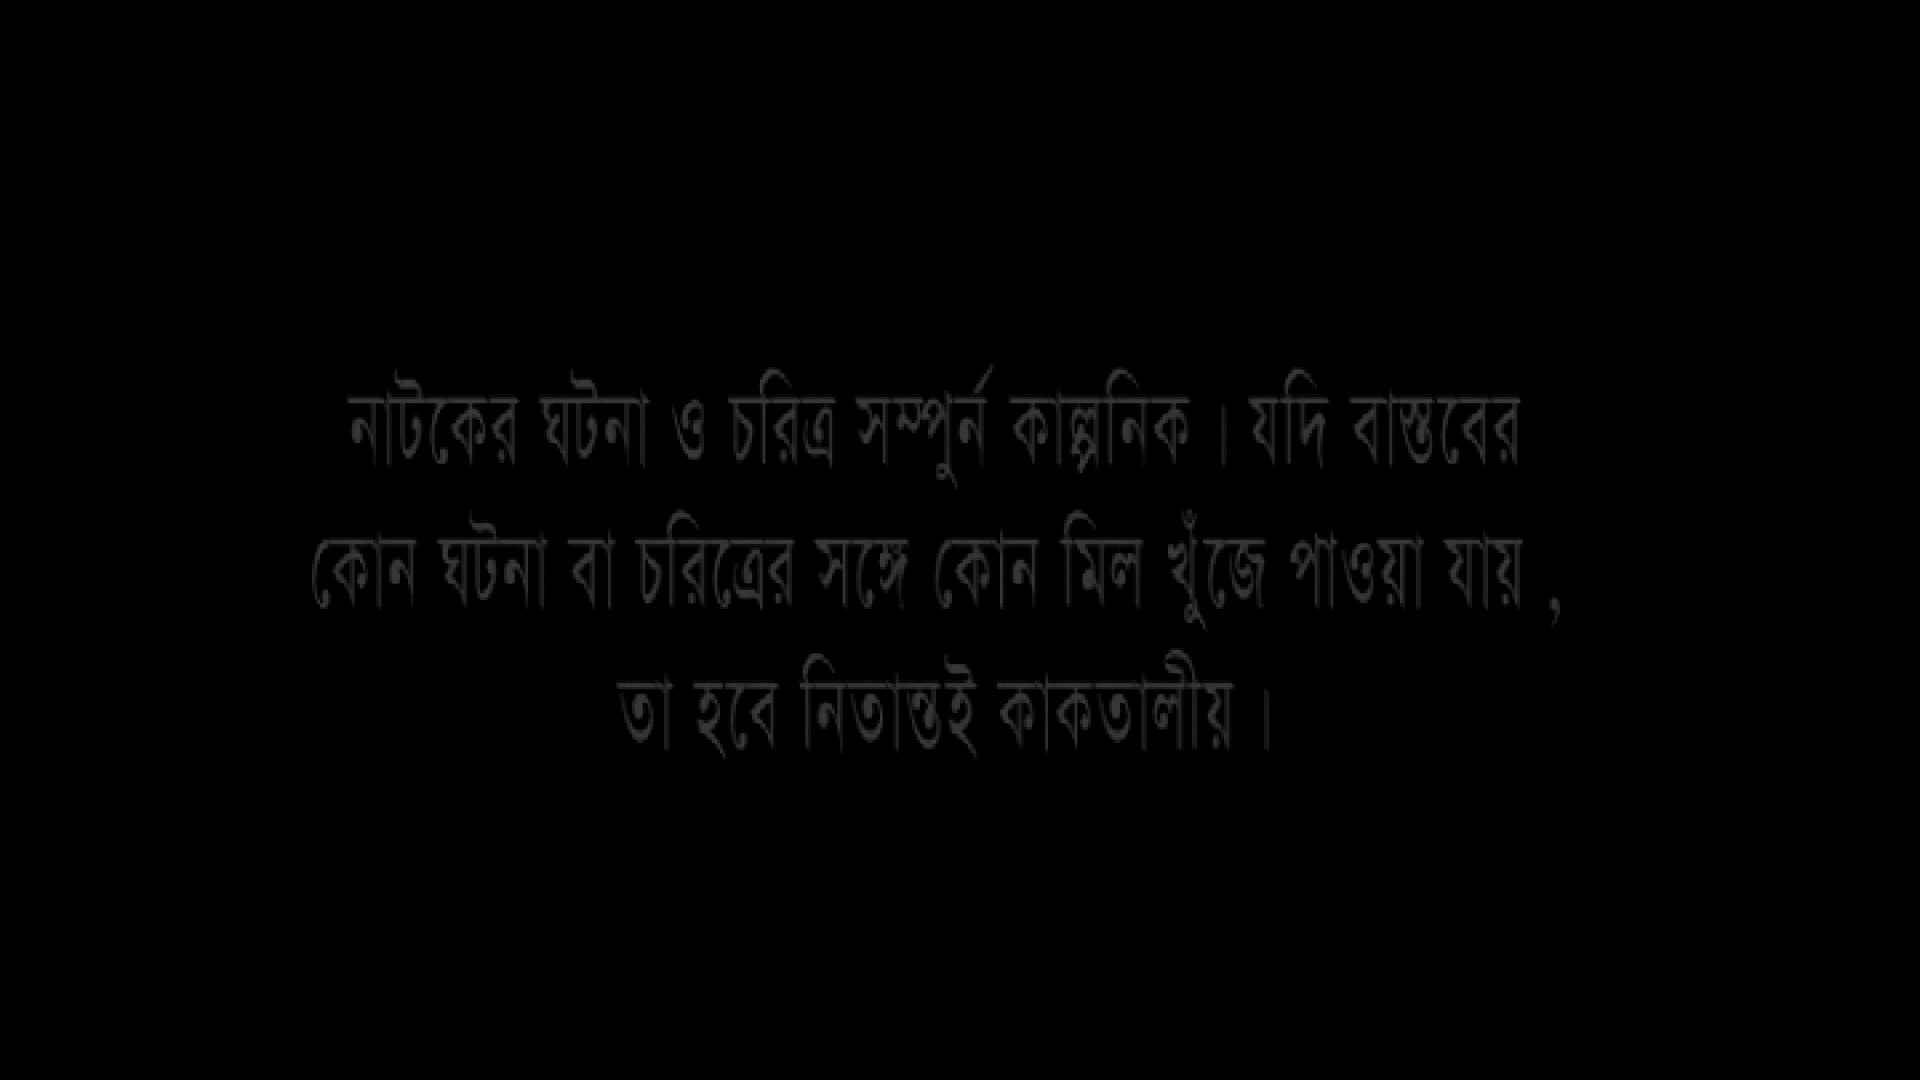 নাটকের ঘটনা ও চরিত্র সম্পুর্ন কাল্পনিক । যদি বাস্তবের
কোন ঘটনা বা চরিত্রের সঙ্গে কোন মিল খুঁজে পাওয়া যায় ,
তা হবে নিতান্তই কাকতালীয় ।